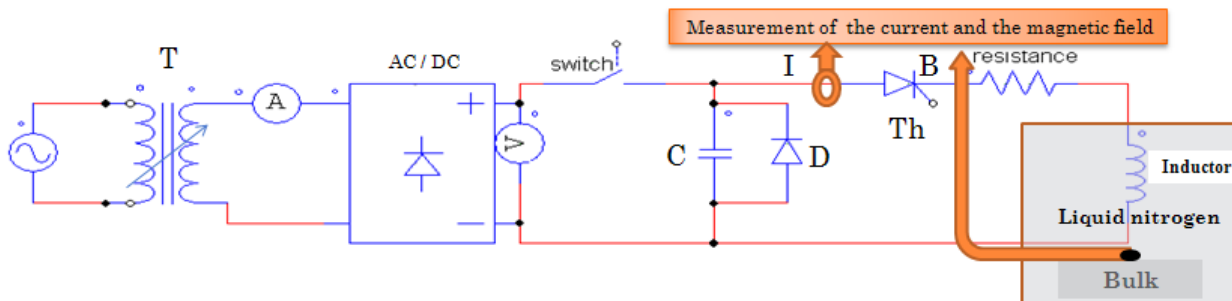 Measurement of the current and the magnetic field
T
AC / DC
switch
I
B
resistance
A
+
V
Th
C
D
Inductor
Liquid nitrogen
−
Bulk